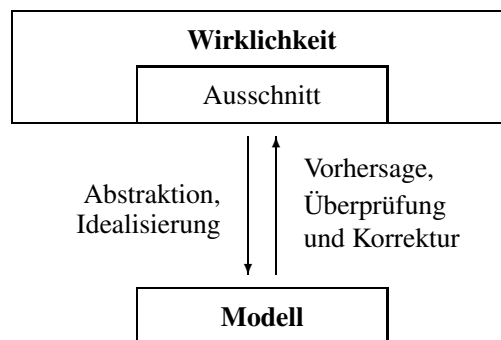 Wirklichkeit
Ausschnitt
Abstraktion,
Idealisierung
Vorhersage,
Überprüfung
und Korrektur
Modell